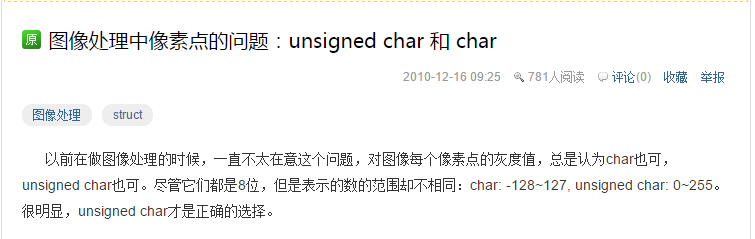 原 图像处理中像素点的问题：unsigned char 和 char
2010-12-16 09:25 781人阅读 评论(0) 收藏 举报
图像处理 struct
以前在做图像处理的时候，一直不太在意这个问题，对图像每个像素点的灰度值，总是认为char也可，
unsigned char也可。尽管它们都是8位，但是表示的数的范围却不相同：char: -128~127, unsigned char: 0~255。
很明显，unsigned char才是正确的选择。